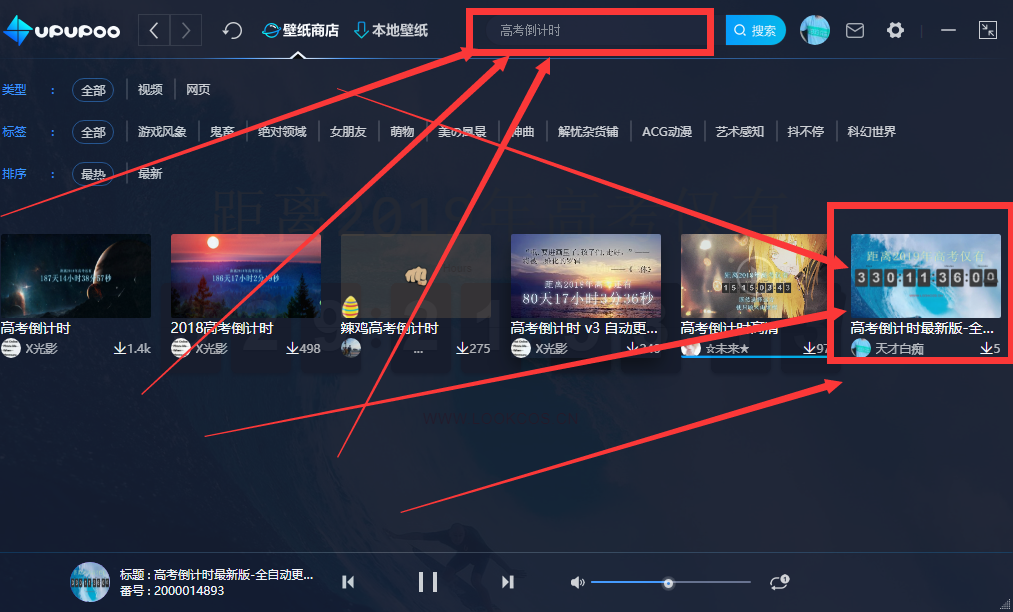 UPUPOO
壁纸商店
本地壁纸
高考倒计时
搜索
类型 : 全部 视频 网页
标签 : 全部 游戏风象 鬼畜 绝对领域 女朋友 萌物 美の風景 神曲 解忧杂货铺 ACG动漫 艺术感知 抖不停 科幻世界
排序 : 最热 最新
距离2019年高考仅有
187天14小时38分57秒
186天17小时2分19秒
距离2018年高考还有
80天17小时3分36秒
距离2019年高考仅有
330:11:36:00
高考倒计时
2018高考倒计时
辣鸡高考倒计时
高考倒计时 v3 自动更...
高考倒计时高清
高考倒计时最新版-全...
X光影 1.4k
X光影 498
... 275
X光影
☆未来★ 97
天才白痴 5
标题 : 高考倒计时最新版-全自动更...
番号 : 2000014893